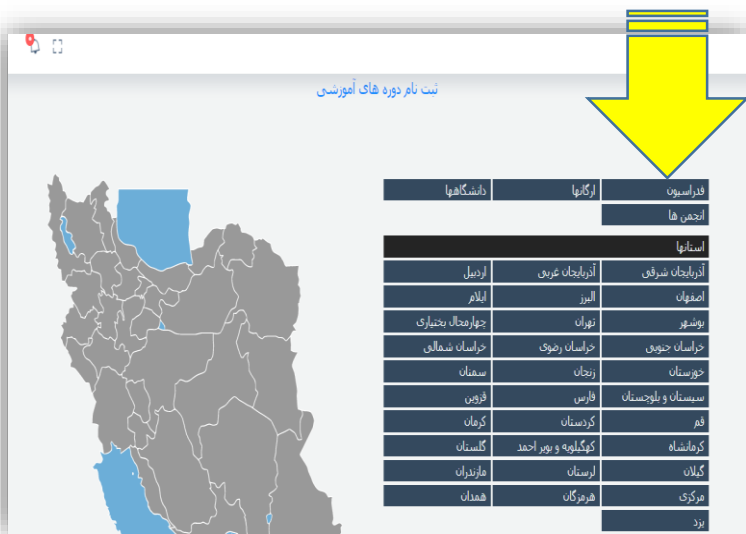 ثبت نام دوره های آموزشی
فدراسیون ارگانها دانشگاهها
انجمن ها
استانها
آذربایجان شرقی آذربایجان غربی اردبیل
اصفهان البرز ایلام
بوشهر تهران چهارمحال بختیاری
خراسان جنوبی خراسان رضوی خراسان شمالی
خوزستان زنجان سمنان
سیستان و بلوچستان فارس قزوین
قم کردستان کرمان
کرمانشاه کهگیلویه و بویر احمد گلستان
گیلان لرستان مازندران
مرکزی هرمزگان همدان
یزد